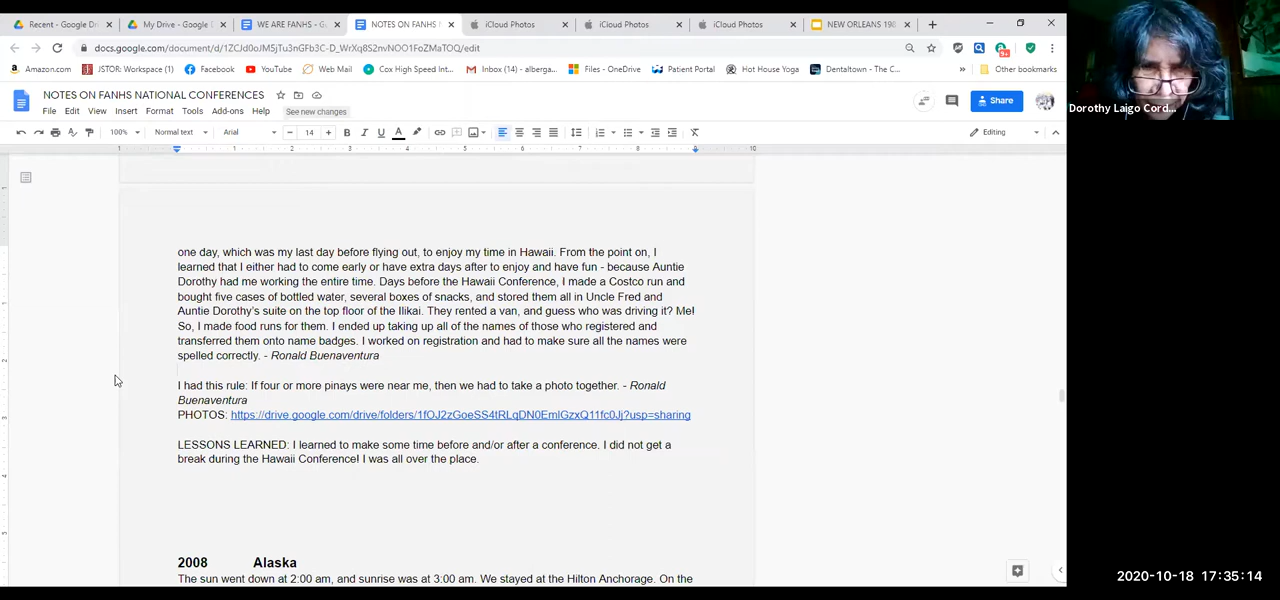 Recent - Google Dr
My Drive - Google D
WE ARE FANHS - G
NOTES ON FANHS N
iCloud Photos
iCloud Photos
iCloud Photos
NEW ORLEANS 198
docs.google.com/document/d/1ZCJd0oJM5jTu3nGFb3C-D_WrXq8S2nvNOO1FoZMaTOQ/edit
Amazon.com
JSTOR: Workspace (1)
Facebook
YouTube
Web Mail
Cox High Speed Int...
Inbox (14) - alberga...
Files - OneDrive
Patient Portal
Hot House Yoga
Dentaltown - The C...
Other bookmarks
NOTES ON FANHS NATIONAL CONFERENCES
File Edit View Insert Format Tools Add-ons Help See new changes
Share
100% Normal text Arial 14 B I U A Editing
1 1 2 3 4 5 6 7 8 9 10
one day, which was my last day before flying out, to enjoy my time in Hawaii. From the point on, I
learned that I either had to come early or have extra days after to enjoy and have fun - because Auntie
Dorothy had me working the entire time. Days before the Hawaii Conference, I made a Costco run and
bought five cases of bottled water, several boxes of snacks, and stored them all in Uncle Fred and
Auntie Dorothy's suite on the top floor of the Ilikai. They rented a van, and guess who was driving it? Me!
So, I made food runs for them. I ended up taking up all of the names of those who registered and
transferred them onto name badges. I worked on registration and had to make sure all the names were
spelled correctly. - Ronald Buenaventura
I had this rule: If four or more pinays were near me, then we had to take a photo together. - Ronald
Buenaventura
PHOTOS: https://drive.google.com/drive/folders/1fOJ2zGoeSS4tRLqDN0EmlGzxQ11fc0Jj?usp=sharing
LESSONS LEARNED: I learned to make some time before and/or after a conference. I did not get a
break during the Hawaii Conference! I was all over the place.
2008 Alaska
The sun went down at 2:00 am, and sunrise was at 3:00 am. We stayed at the Hilton Anchorage. On the
Dorothy Laigo Cord...
2020-10-18 17:35:14